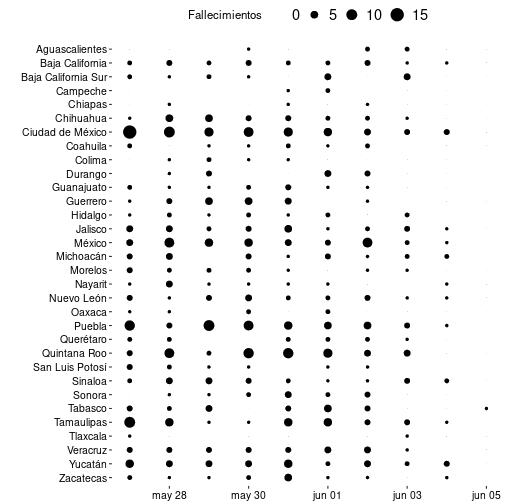 Fallecimientos 0 5 10 15
Aguascalientes
Baja California
Baja California Sur
Campeche
Chiapas
Chihuahua
Ciudad de México
Coahuila
Colima
Durango
Guanajuato
Guerrero
Hidalgo
Jalisco
México
Michoacán
Morelos
Nayarit
Nuevo León
Oaxaca
Puebla
Querétaro
Quintana Roo
San Luis Potosí
Sinaloa
Sonora
Tabasco
Tamaulipas
Tlaxcala
Veracruz
Yucatán
Zacatecas
may 28 may 30 jun 01 jun 03 jun 05